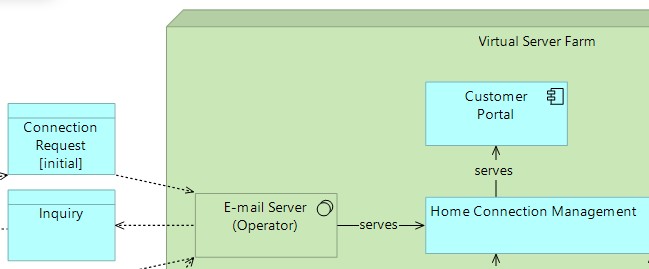 Virtual Server Farm
Customer
Portal
Connection
Request
[initial]
serves
Inquiry
E-mail Server
(Operator)
serves
Home Connection Management